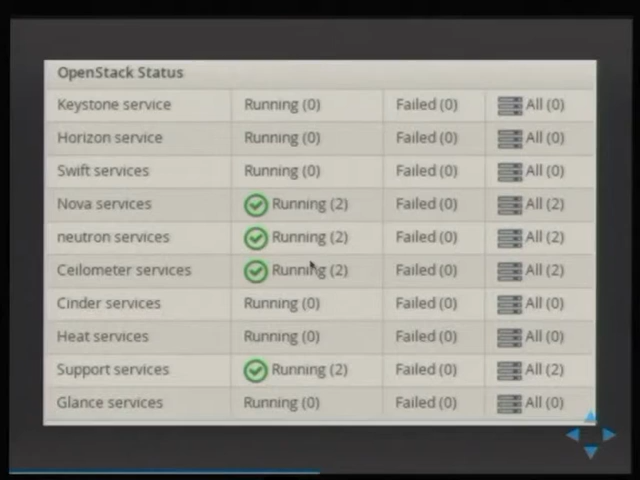 OpenStack Status
Keystone service Running (0) Failed (0) All (0)
Horizon service Running (0) Failed (0) All (0)
Swift services Running (0) Failed (0) All (0)
Nova services Running (2) Failed (0) All (2)
neutron services Running (2) Failed (0) All (2)
Ceilometer services Running (2) Failed (0) All (2)
Cinder services Running (0) Failed (0) All (0)
Heat services Running (0) Failed (0) All (0)
Support services Running (2) Failed (0) All (2)
Glance services Running (0) Failed (0) All (0)